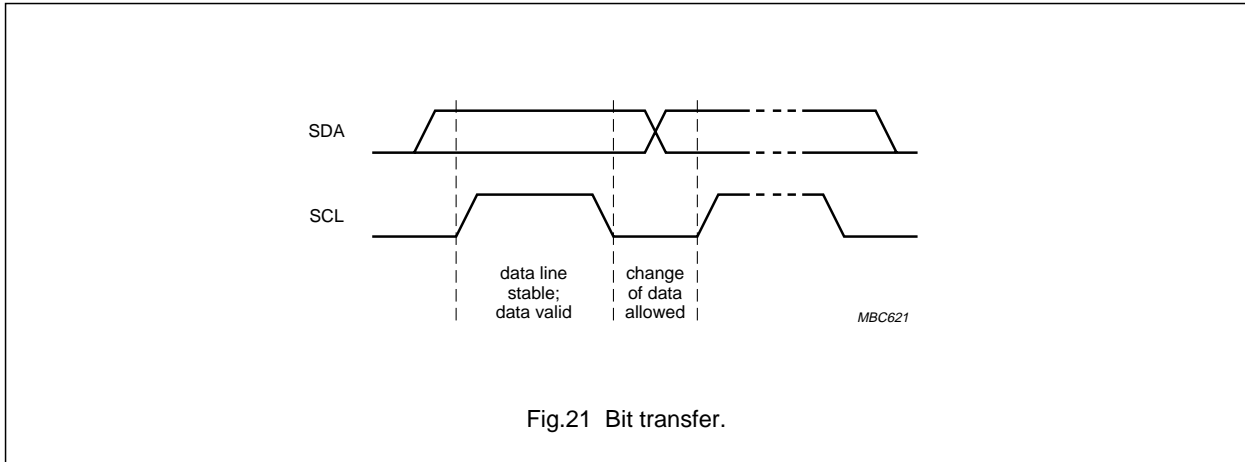 SDA
SCL
data line
stable;
data valid
change
of data
allowed
MBC621
Fig.21 Bit transfer.